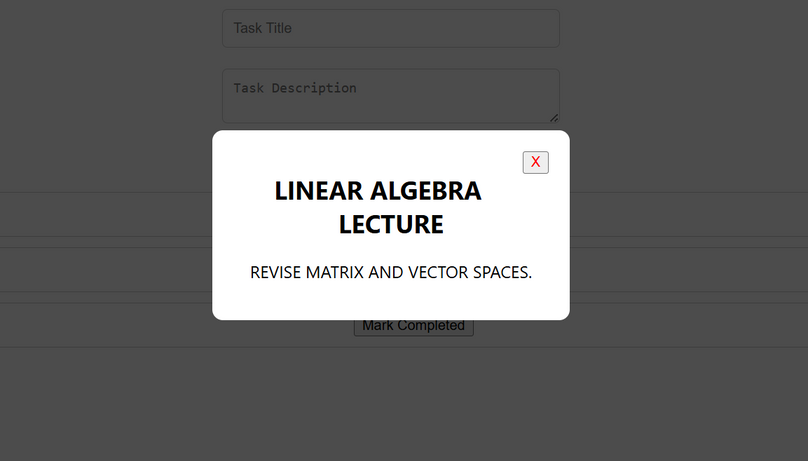 Task Title
Task Description
X
LINEAR ALGEBRA
LECTURE
REVISE MATRIX AND VECTOR SPACES.
Mark Completed